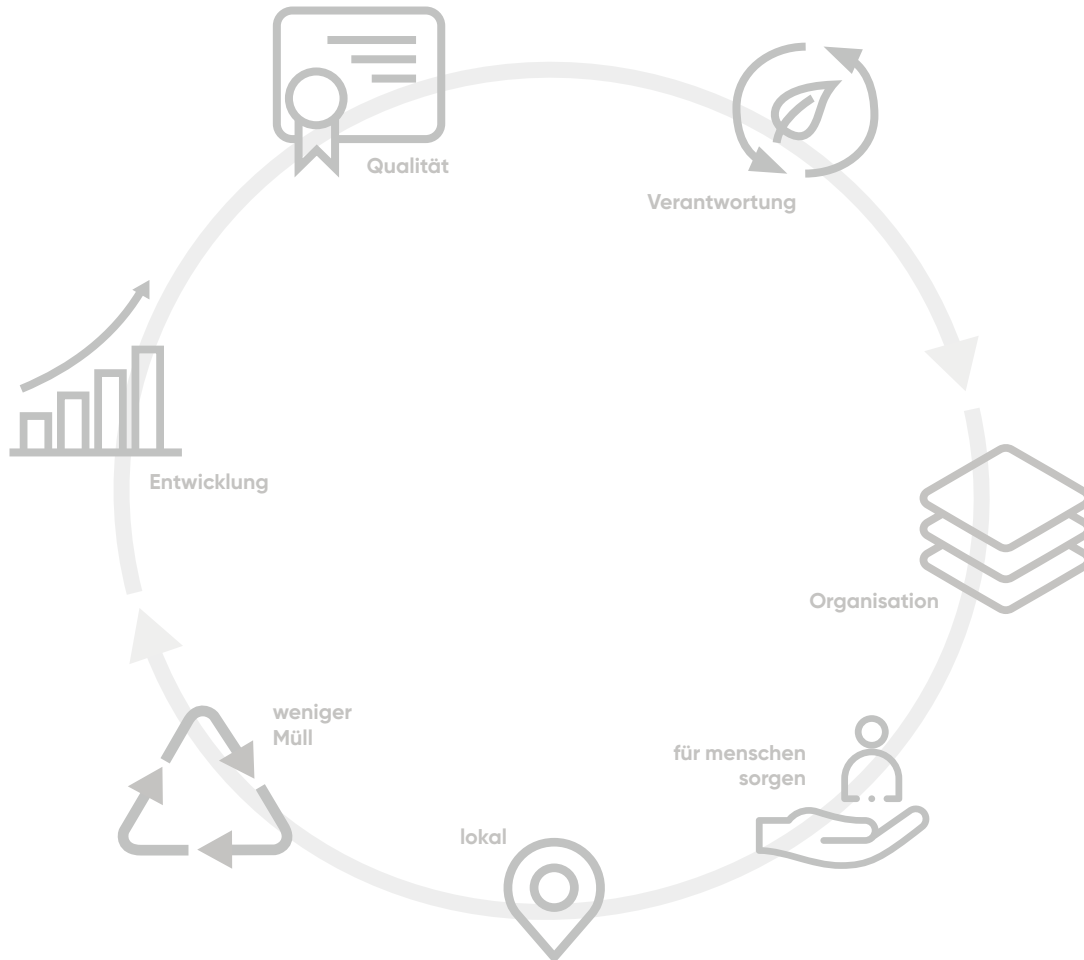 Qualität
Verantwortung
Entwicklung
Organisation
weniger
Müll
für menschen
sorgen
lokal